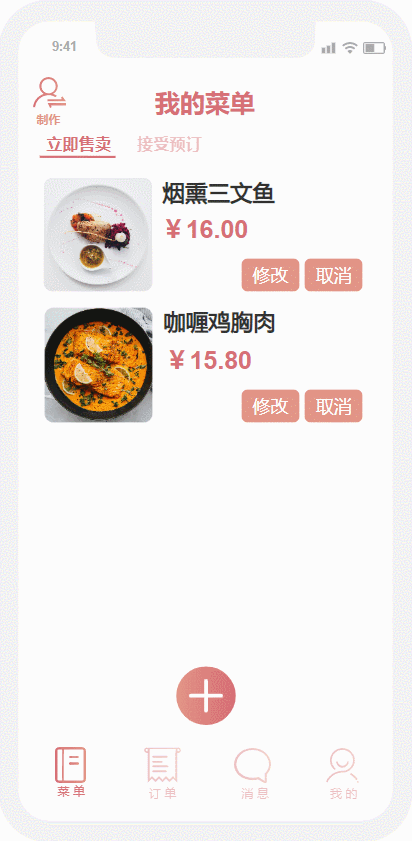 9:41
制作
我的菜单
立即售卖 接受预订
烟熏三文鱼
￥16.00
修改 取消
咖喱鸡胸肉
￥15.80
修改 取消
菜单 订单 消息 我的